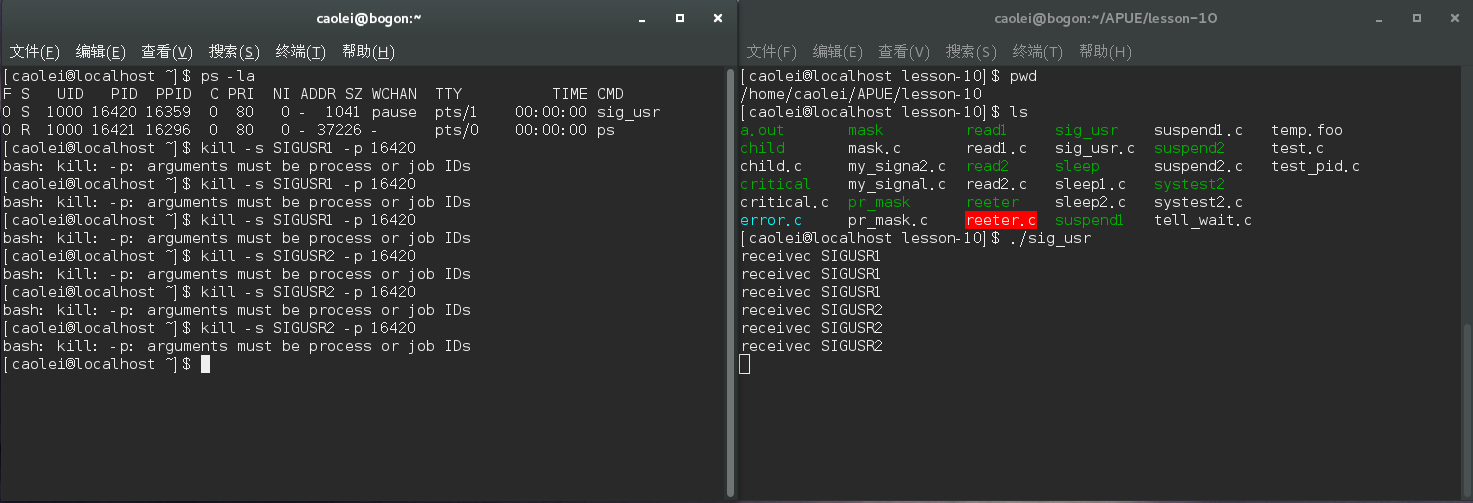 caolei@bogon:~
文件(F) 编辑(E) 查看(V) 搜索(S) 终端(T) 帮助(H)
[caolei@localhost ~]$ ps -la
F S   UID   PID  PPID  C PRI  NI ADDR SZ WCHAN  TTY          TIME CMD
0 S  1000 16420 16359  0  80   0 -  1041 pause  pts/1    00:00:00 sig_usr
0 R  1000 16421 16296  0  80   0 - 37226 -      pts/0    00:00:00 ps
[caolei@localhost ~]$ kill -s SIGUSR1 -p 16420
bash: kill: -p: arguments must be process or job IDs
[caolei@localhost ~]$ kill -s SIGUSR1 -p 16420
bash: kill: -p: arguments must be process or job IDs
[caolei@localhost ~]$ kill -s SIGUSR1 -p 16420
bash: kill: -p: arguments must be process or job IDs
[caolei@localhost ~]$ kill -s SIGUSR2 -p 16420
bash: kill: -p: arguments must be process or job IDs
[caolei@localhost ~]$ kill -s SIGUSR2 -p 16420
bash: kill: -p: arguments must be process or job IDs
[caolei@localhost ~]$ kill -s SIGUSR2 -p 16420
bash: kill: -p: arguments must be process or job IDs
[caolei@localhost ~]$
caolei@bogon:~/APUE/lesson-10
文件(F) 编辑(E) 查看(V) 搜索(S) 终端(T) 帮助(H)
[caolei@localhost lesson-10]$ pwd
/home/caolei/APUE/lesson-10
[caolei@localhost lesson-10]$ ls
a.out       mask         read1     sig_usr    suspend1.c   temp.foo
child       mask.c       read1.c   sig_usr.c  suspend2     test.c
child.c     my_signa2.c  read2     sleep      suspend2.c   test_pid.c
critical    my_signal.c  read2.c   sleep1.c   systest2
critical.c  pr_mask      reeter    sleep2.c   systest2.c
error.c     pr_mask.c    reeter.c  suspend1   tell_wait.c
[caolei@localhost lesson-10]$ ./sig_usr
receivec SIGUSR1
receivec SIGUSR1
receivec SIGUSR1
receivec SIGUSR2
receivec SIGUSR2
receivec SIGUSR2